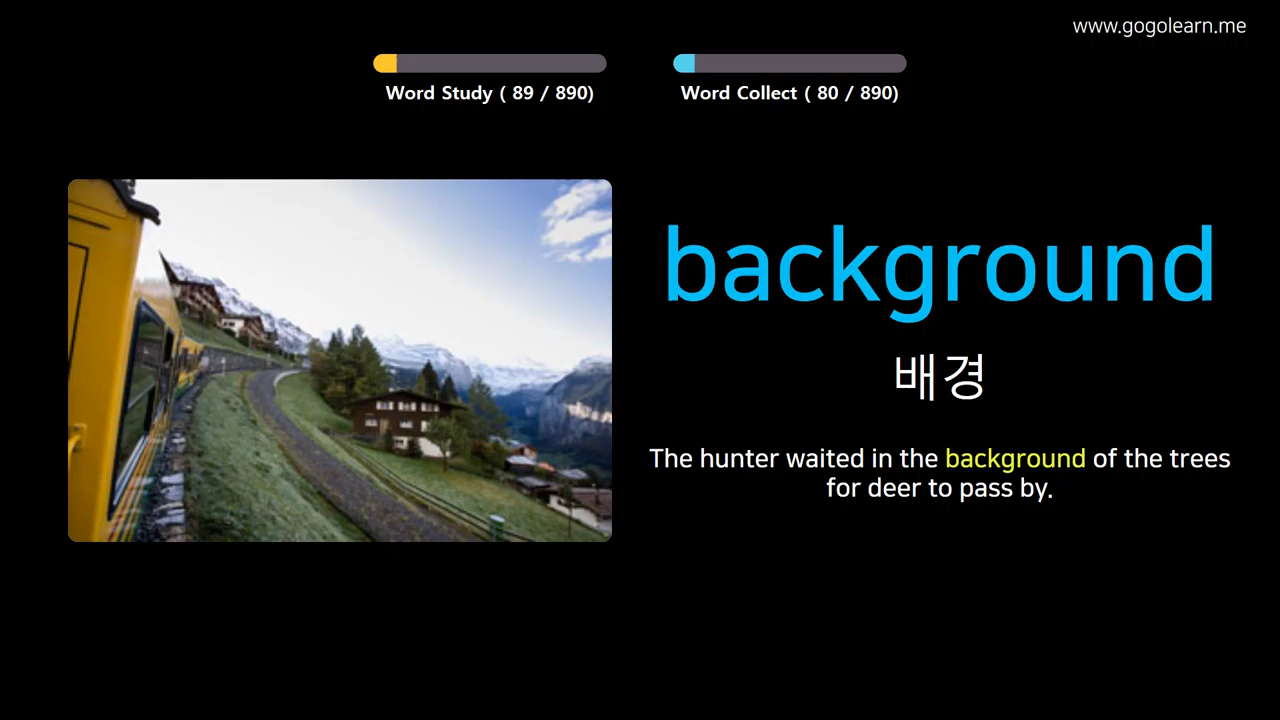 www.gogolearn.me
Word Study ( 89 / 890)
Word Collect ( 80 / 890)
background
배경
The hunter waited in the background of the trees
for deer to pass by.